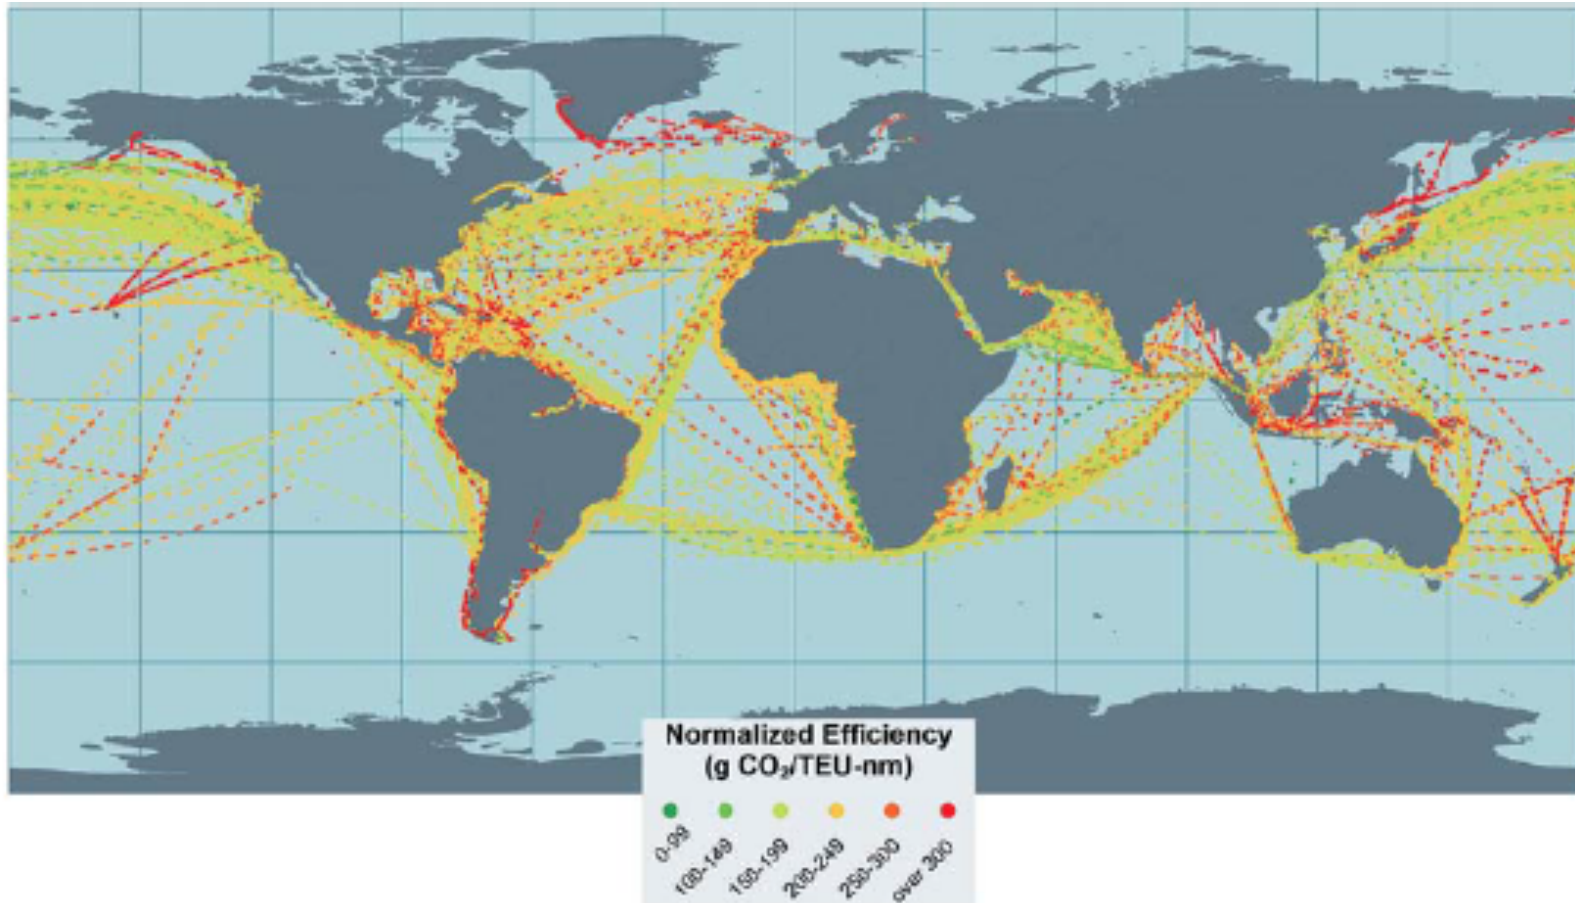 Normalized Efficiency
(g CO₂/TEU-nm)
0-99
100-149
150-199
200-249
250-300
over 300